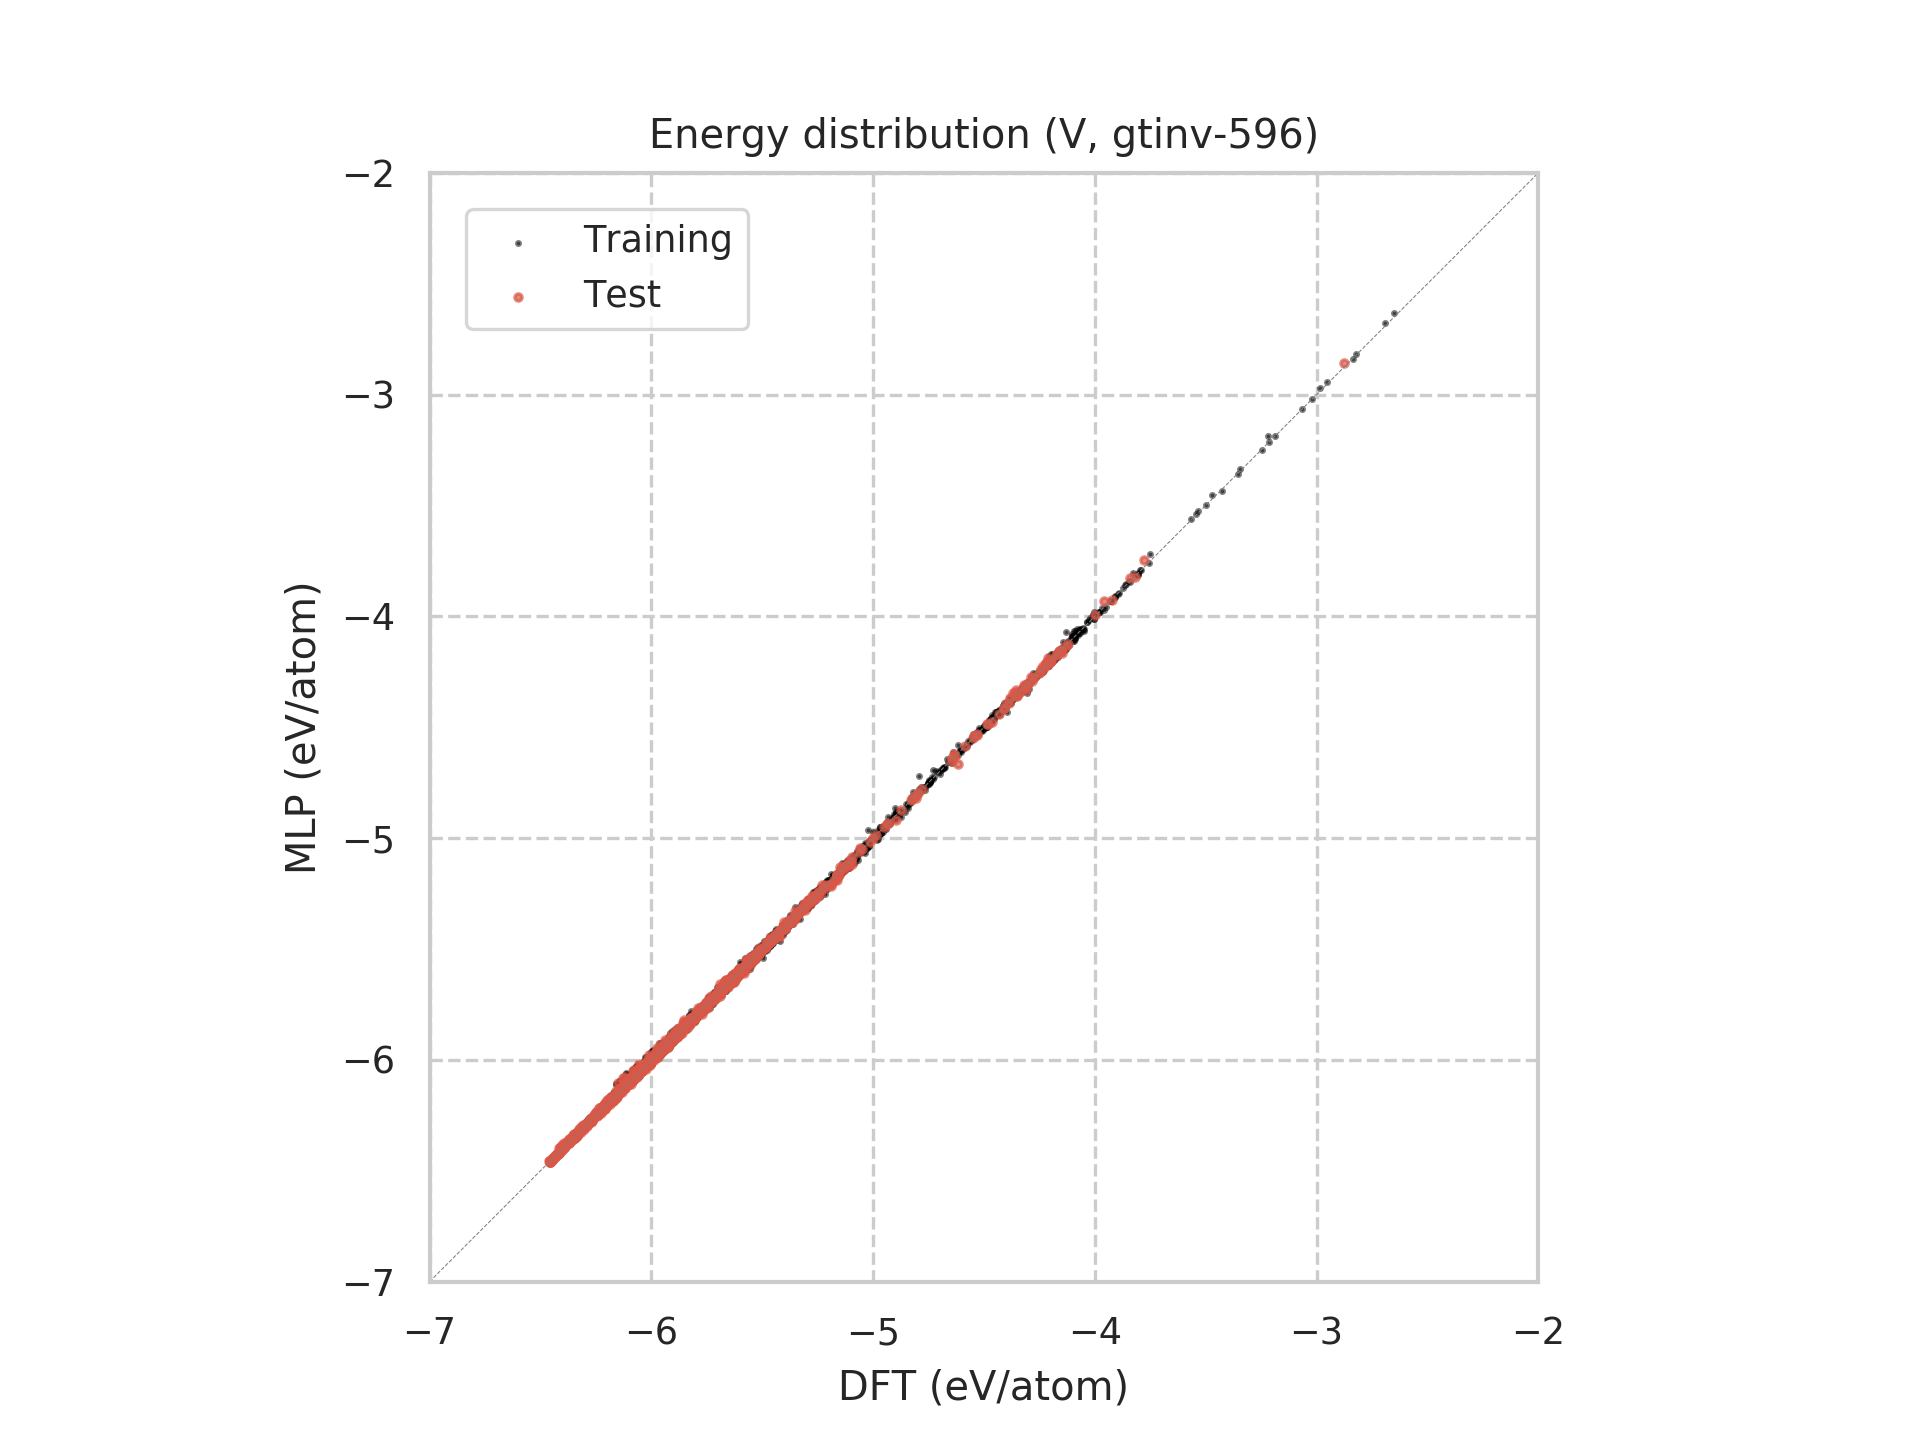 Energy distribution (V, gtinv-596)
Training
Test
−2
−3
−4
−5
−6
−7
MLP (eV/atom)
−7 −6 −5 −4 −3 −2
DFT (eV/atom)